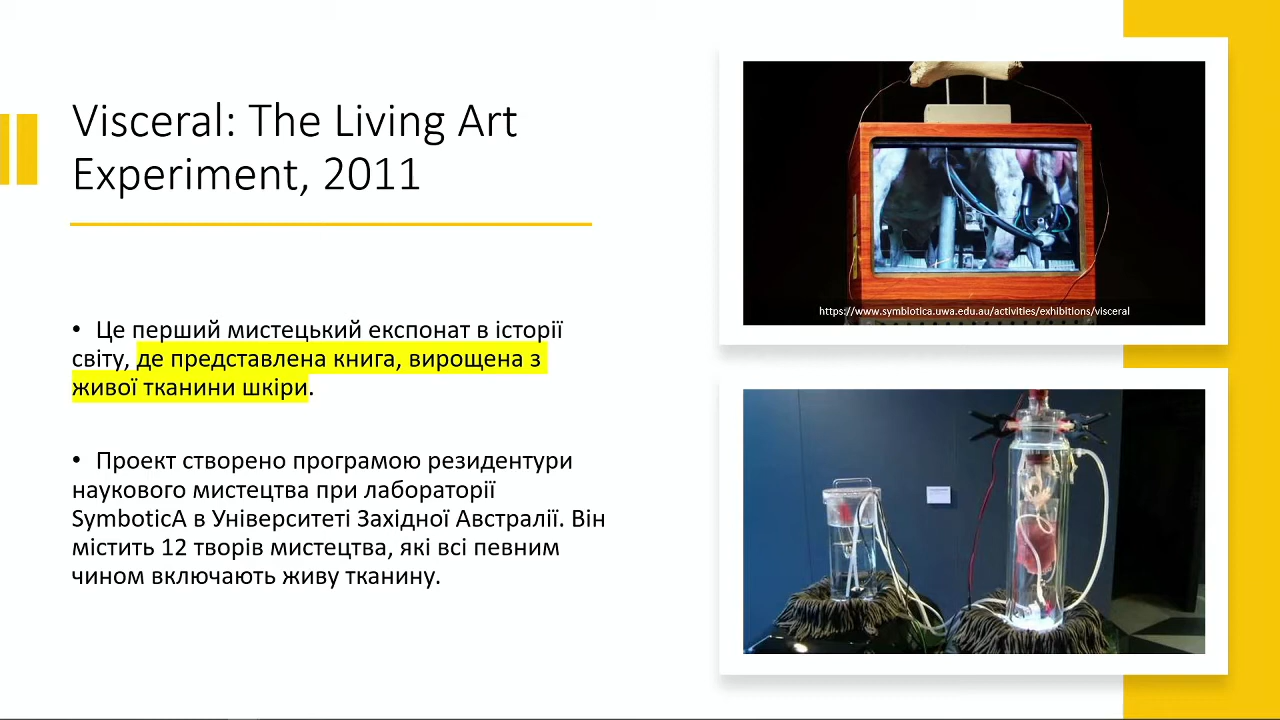 Visceral: The Living Art
Experiment, 2011
• Це перший мистецький експонат в історії
світу, де представлена книга, вирощена з
живої тканини шкіри.
• Проект створено програмою резидентури
наукового мистецтва при лабораторії
SymboticA в Університеті Західної Австралії. Він
містить 12 творів мистецтва, які всі певним
чином включають живу тканину.
https://www.symbiotica.uwa.edu.au/activities/exhibitions/visceral